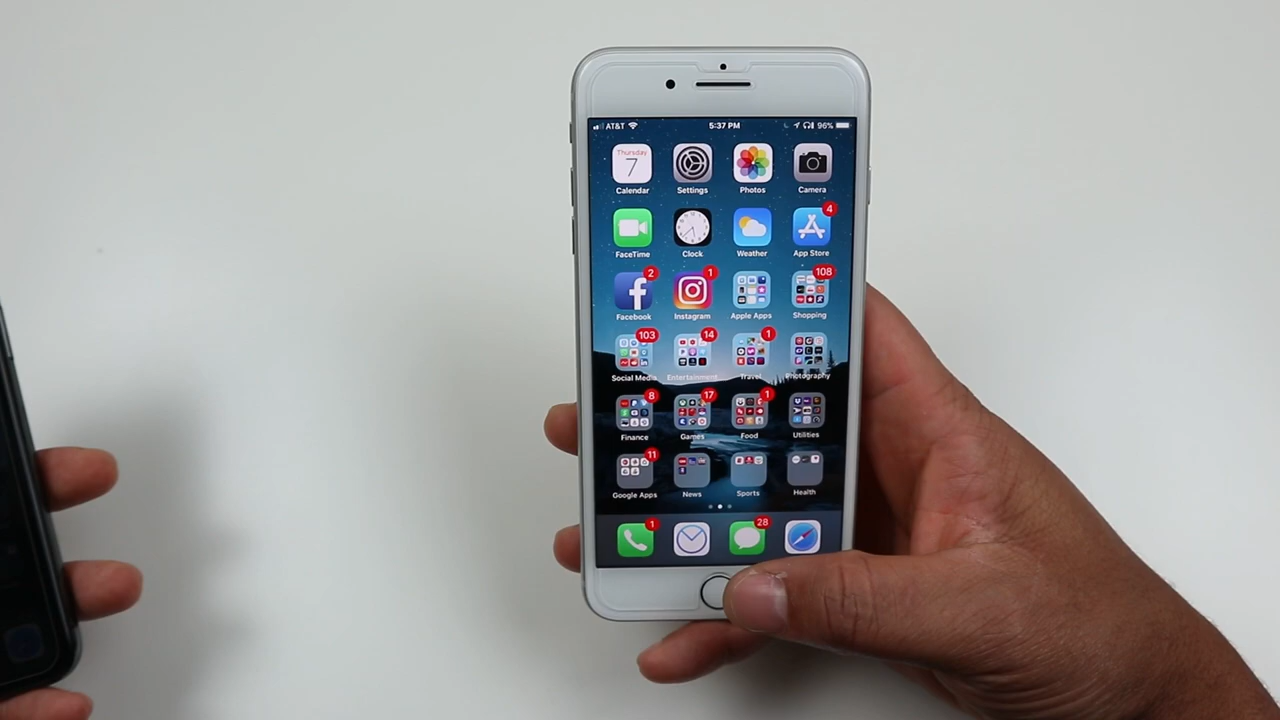 AT&T 5:37 PM 96%
Thursday
7
Calendar Settings Photos Camera
4
FaceTime Clock Weather App Store
2 1 108
Facebook Instagram Apple Apps Shopping
103 14 1
Social Media Entertainment Travel Photography
8 17 1
Finance Games Food Utilities
11
Google Apps News Sports Health
1 28